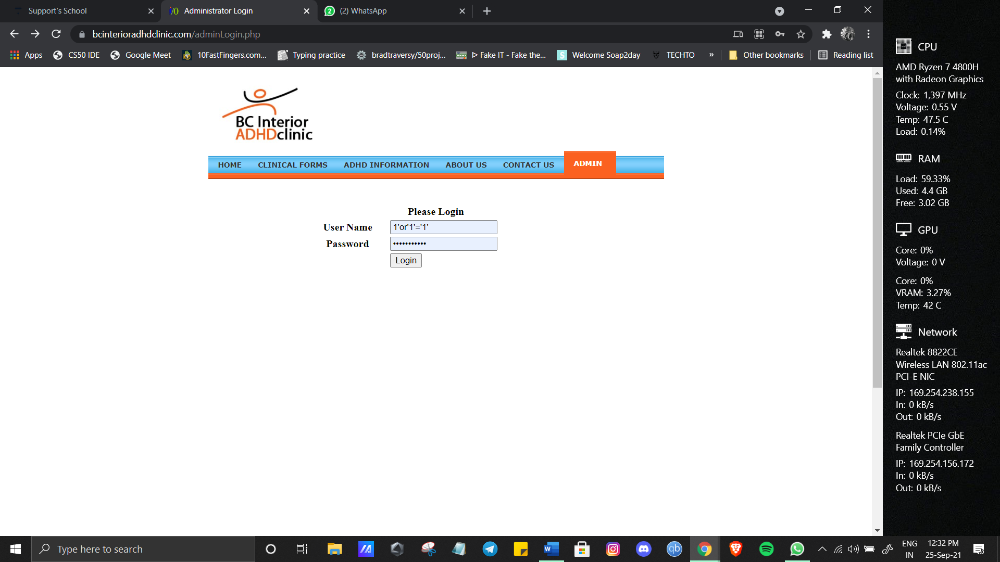 Support's School
Administrator Login
(2) WhatsApp
bcinterioradhdclinic.com/adminLogin.php
Apps
CS50 IDE
Google Meet
10FastFingers.com...
Typing practice
bradtraversy/50proj...
ᐅ Fake IT - Fake the...
Welcome Soap2day
TECHTO
»
Other bookmarks
Reading list
BC Interior
ADHDclinic
HOME
CLINICAL FORMS
ADHD INFORMATION
ABOUT US
CONTACT US
ADMIN
Please Login
User Name
1'or'1'='1'
Password
•••••••••••
Login
CPU
AMD Ryzen 7 4800H
with Radeon Graphics
Clock: 1,397 MHz
Voltage: 0.55 V
Temp: 47.5 C
Load: 0.14%
RAM
Load: 59.33%
Used: 4.4 GB
Free: 3.02 GB
GPU
Core: 0%
Voltage: 0 V
Core: 0%
VRAM: 3.27%
Temp: 42 C
Network
Realtek 8822CE
Wireless LAN 802.11ac
PCI-E NIC
IP: 169.254.238.155
In: 0 kB/s
Out: 0 kB/s
Realtek PCIe GbE
Family Controller
IP: 169.254.156.172
In: 0 kB/s
Out: 0 kB/s
Type here to search
ENG
IN
12:32 PM
25-Sep-21